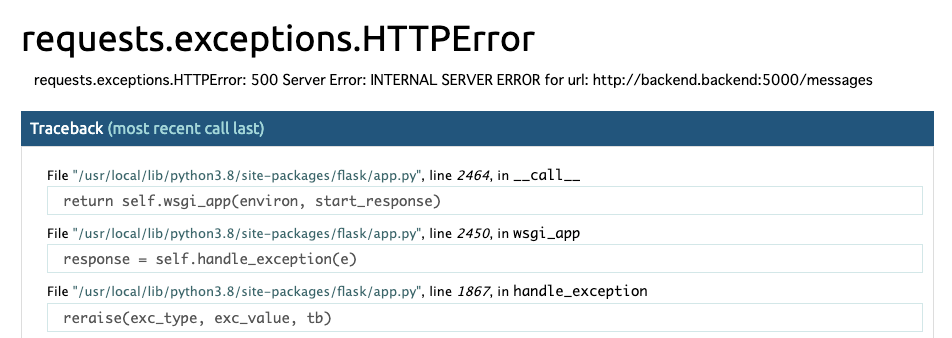 requests.exceptions.HTTPError
requests.exceptions.HTTPError: 500 Server Error: INTERNAL SERVER ERROR for url: http://backend.backend:5000/messages
Traceback (most recent call last)
File "/usr/local/lib/python3.8/site-packages/flask/app.py", line 2464, in __call__
return self.wsgi_app(environ, start_response)
File "/usr/local/lib/python3.8/site-packages/flask/app.py", line 2450, in wsgi_app
response = self.handle_exception(e)
File "/usr/local/lib/python3.8/site-packages/flask/app.py", line 1867, in handle_exception
reraise(exc_type, exc_value, tb)